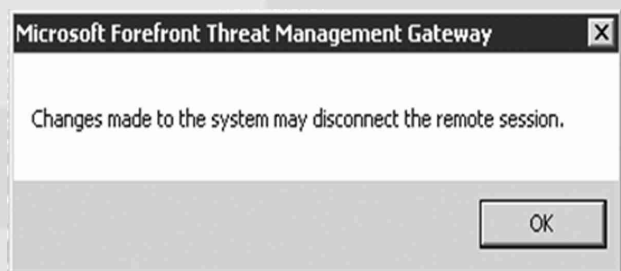 Microsoft Forefront Threat Management Gateway
Changes made to the system may disconnect the remote session.
OK